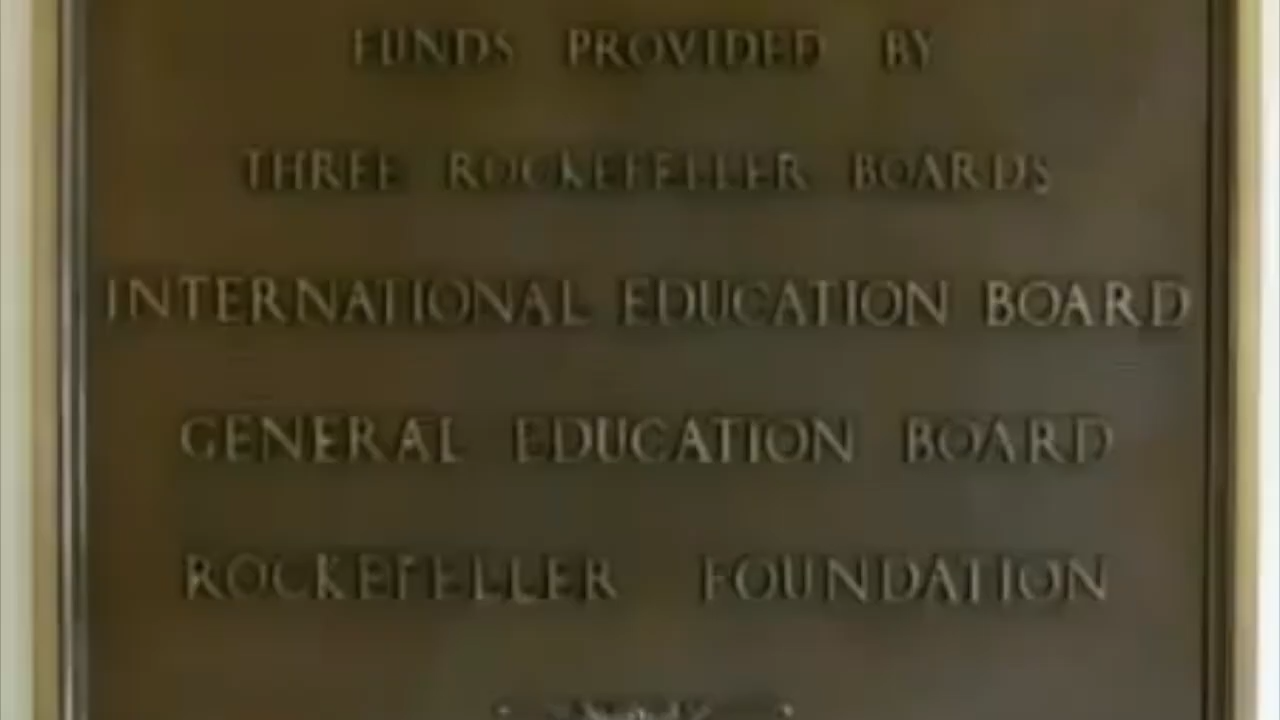 FUNDS PROVIDED BY
THREE ROCKEFELLER BOARDS
INTERNATIONAL EDUCATION BOARD
GENERAL EDUCATION BOARD
ROCKEFELLER FOUNDATION